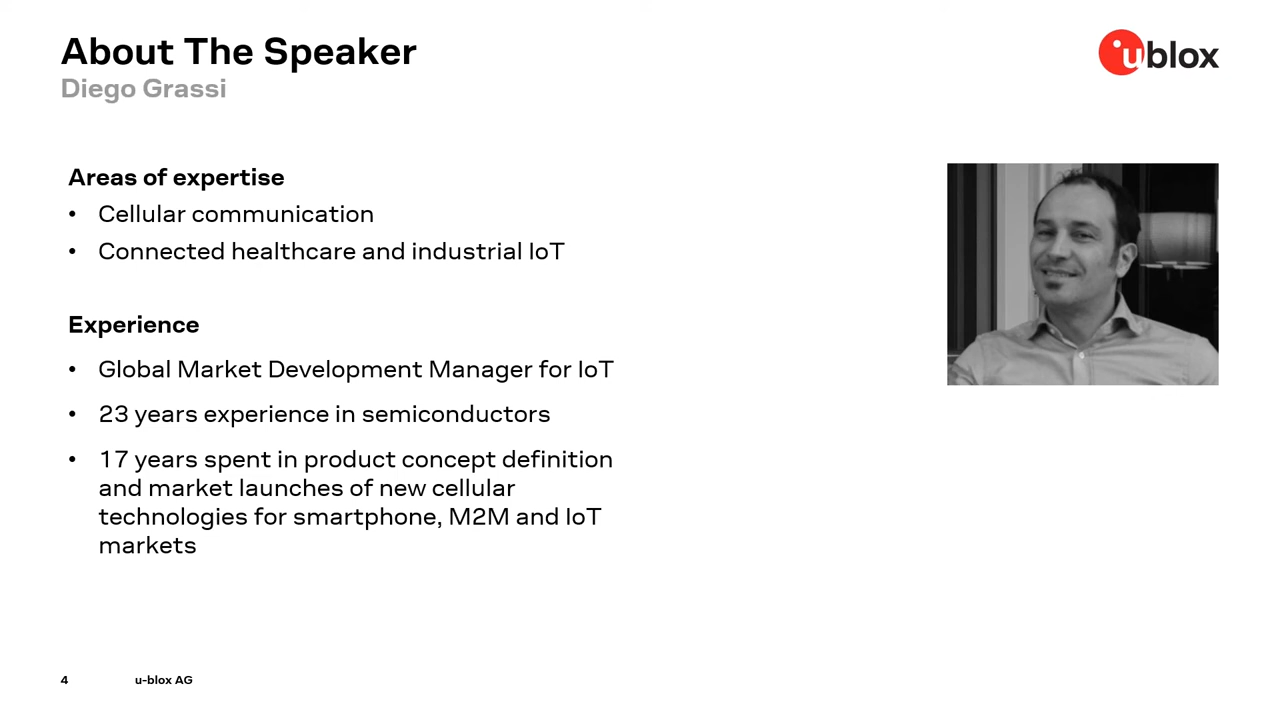 About The Speaker
Diego Grassi
ublox
Areas of expertise
• Cellular communication
• Connected healthcare and industrial IoT
Experience
• Global Market Development Manager for IoT
• 23 years experience in semiconductors
• 17 years spent in product concept definition
and market launches of new cellular
technologies for smartphone, M2M and IoT
markets
4 u-blox AG